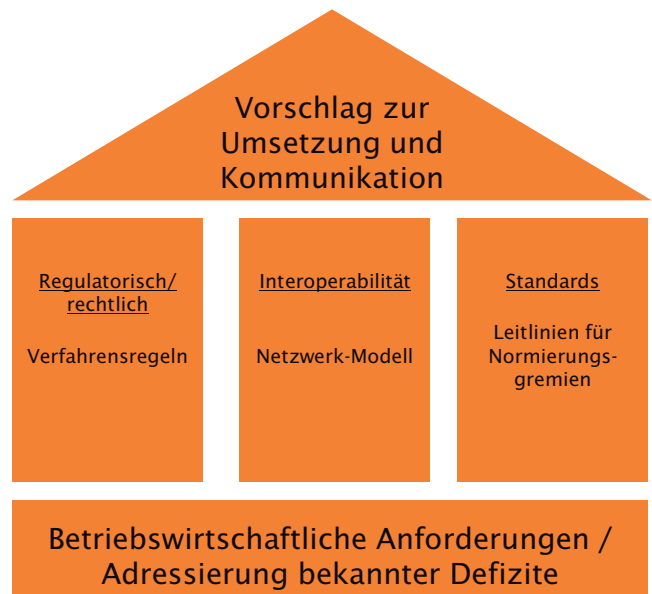 Vorschlag zur
Umsetzung und
Kommunikation
Regulatorisch/
rechtlich
Verfahrensregeln
Interoperabilität
Netzwerk-Modell
Standards
Leitlinien für
Normierungs-
gremien
Betriebswirtschaftliche Anforderungen /
Adressierung bekannter Defizite